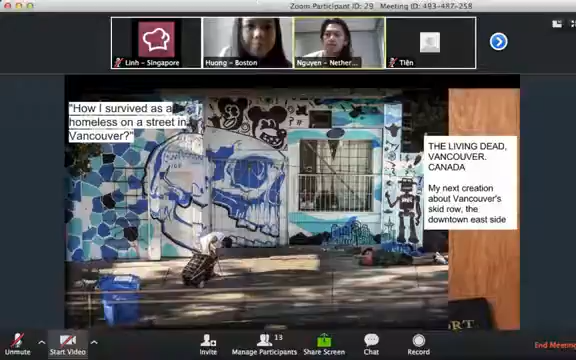 Zoom Participant ID: 29 Meeting ID: 493-487-258
Linh - Singapore
Huong - Boston
Nguyen - Nether...
Tiên
"How I survived as a
homeless on a street in
Vancouver?"
THE LIVING DEAD,
VANCOUVER.
CANADA
My next creation
about Vancouver's
skid row, the
downtown east side
Unmute
Start Video
Invite
13
Manage Participants
Share Screen
Chat
Record
End Meeting